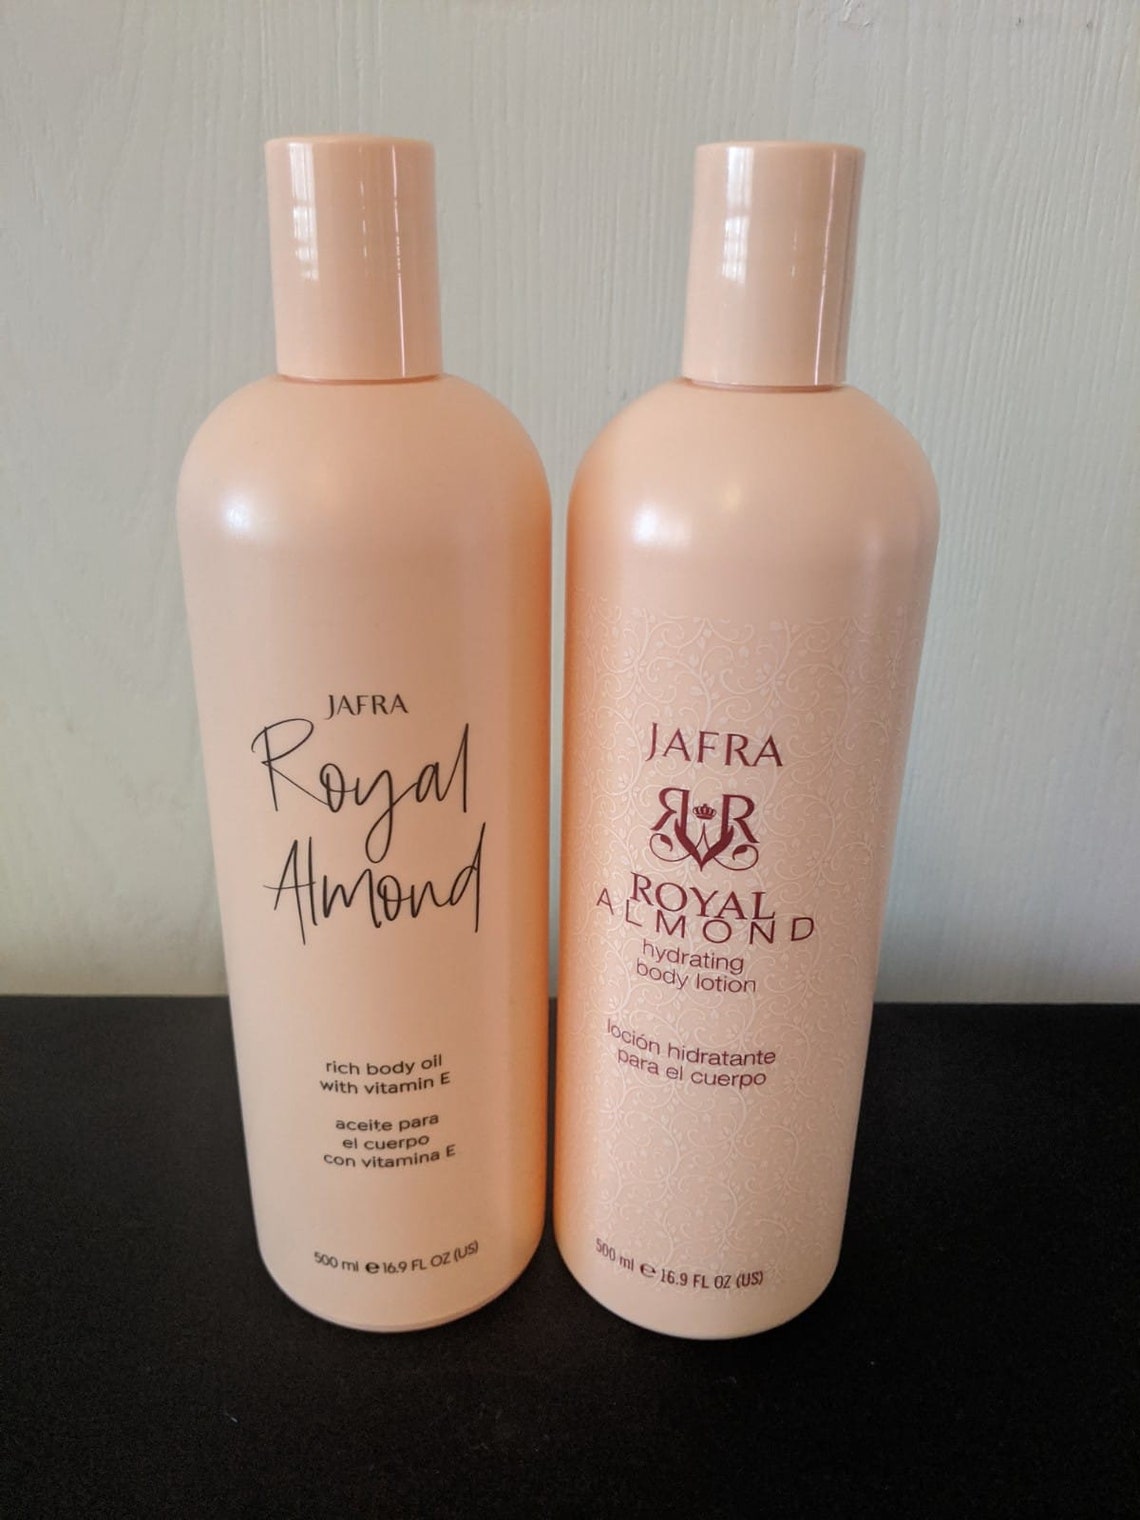 JAFRA
Royal
Almond
rich body oil
with vitamin E
aceite para
el cuerpo
con vitamina E
500 ml ℮ 16.9 FL OZ (US)
JAFRA
RR
ROYAL
ALMOND
hydrating
body lotion
loción hidratante
para el cuerpo
500 ml ℮ 16.9 FL OZ (US)